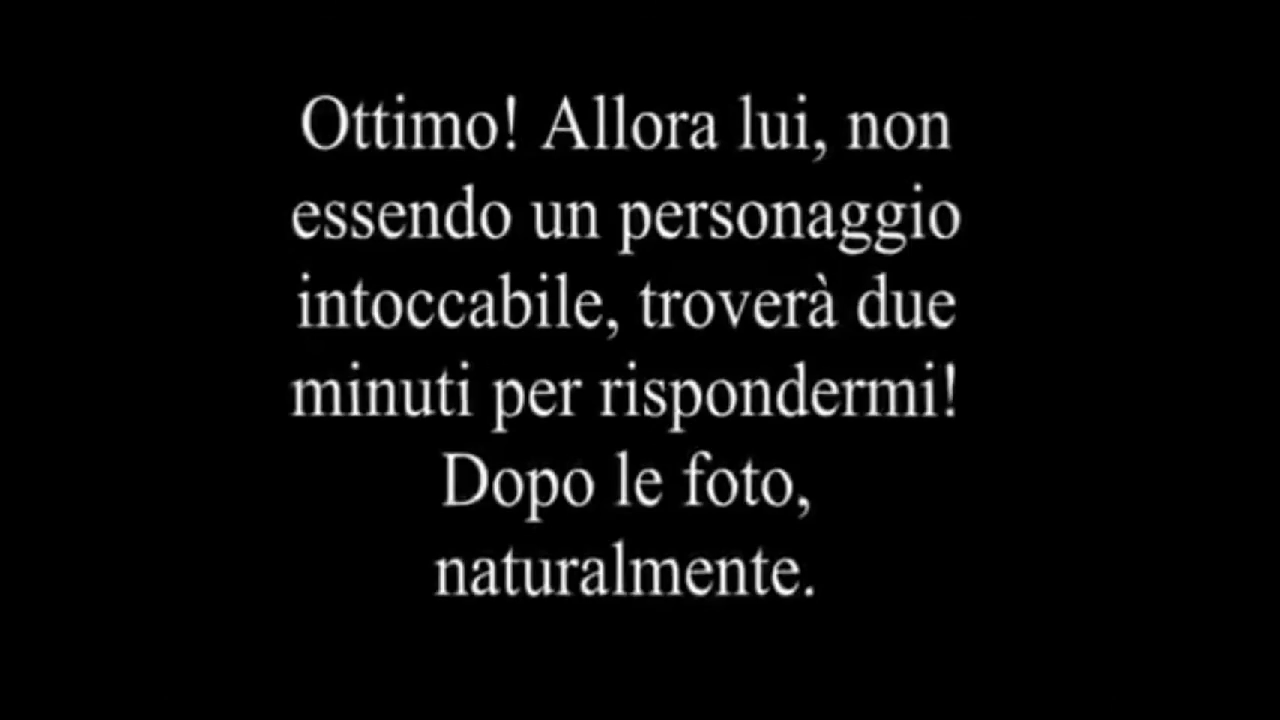 Ottimo! Allora lui, non
essendo un personaggio
intoccabile, troverà due
minuti per rispondermi!
Dopo le foto,
naturalmente.